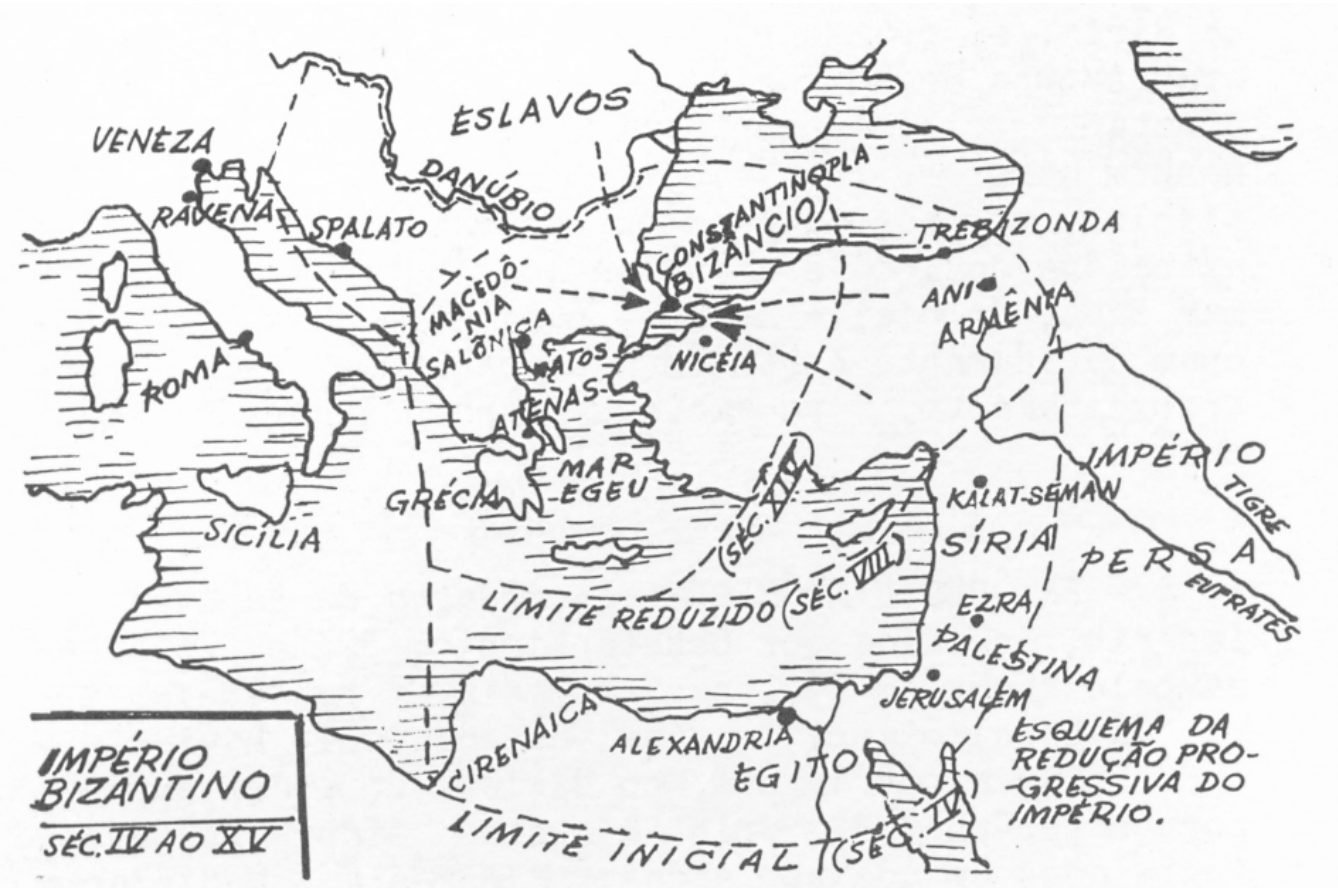 ESLAVOS
VENEZA
DANÚBIO
RAVENA
SPALATO
CONSTANTINOPLA
BIZÂNCIO)
TREBIZONDA
MACEDÔ-
NIA
ANI
ARMÊNIA
SALÔNICA
ATOS
NICÉIA
ROMA
ATENAS
MAR
EGEU
GRÉCIA
IMPÉRIO
PERSA
TIGRE
EUFRATES
KALAT-SEMAN
SÍRIA
SICÍLIA
(SÉC. XIV)
LIMITE REDUZIDO (SÉC. VIII)
EZRA
PALESTINA
JERUSALÉM
CIRENAICA
ALEXANDRIA
EGITO
LIMITE INICIAL (SÉC. IV)
ESQUEMA DA
REDUÇÃO PRO-
GRESSIVA DO
IMPÉRIO.
IMPÉRIO
BIZANTINO
SÉC. IV AO XV